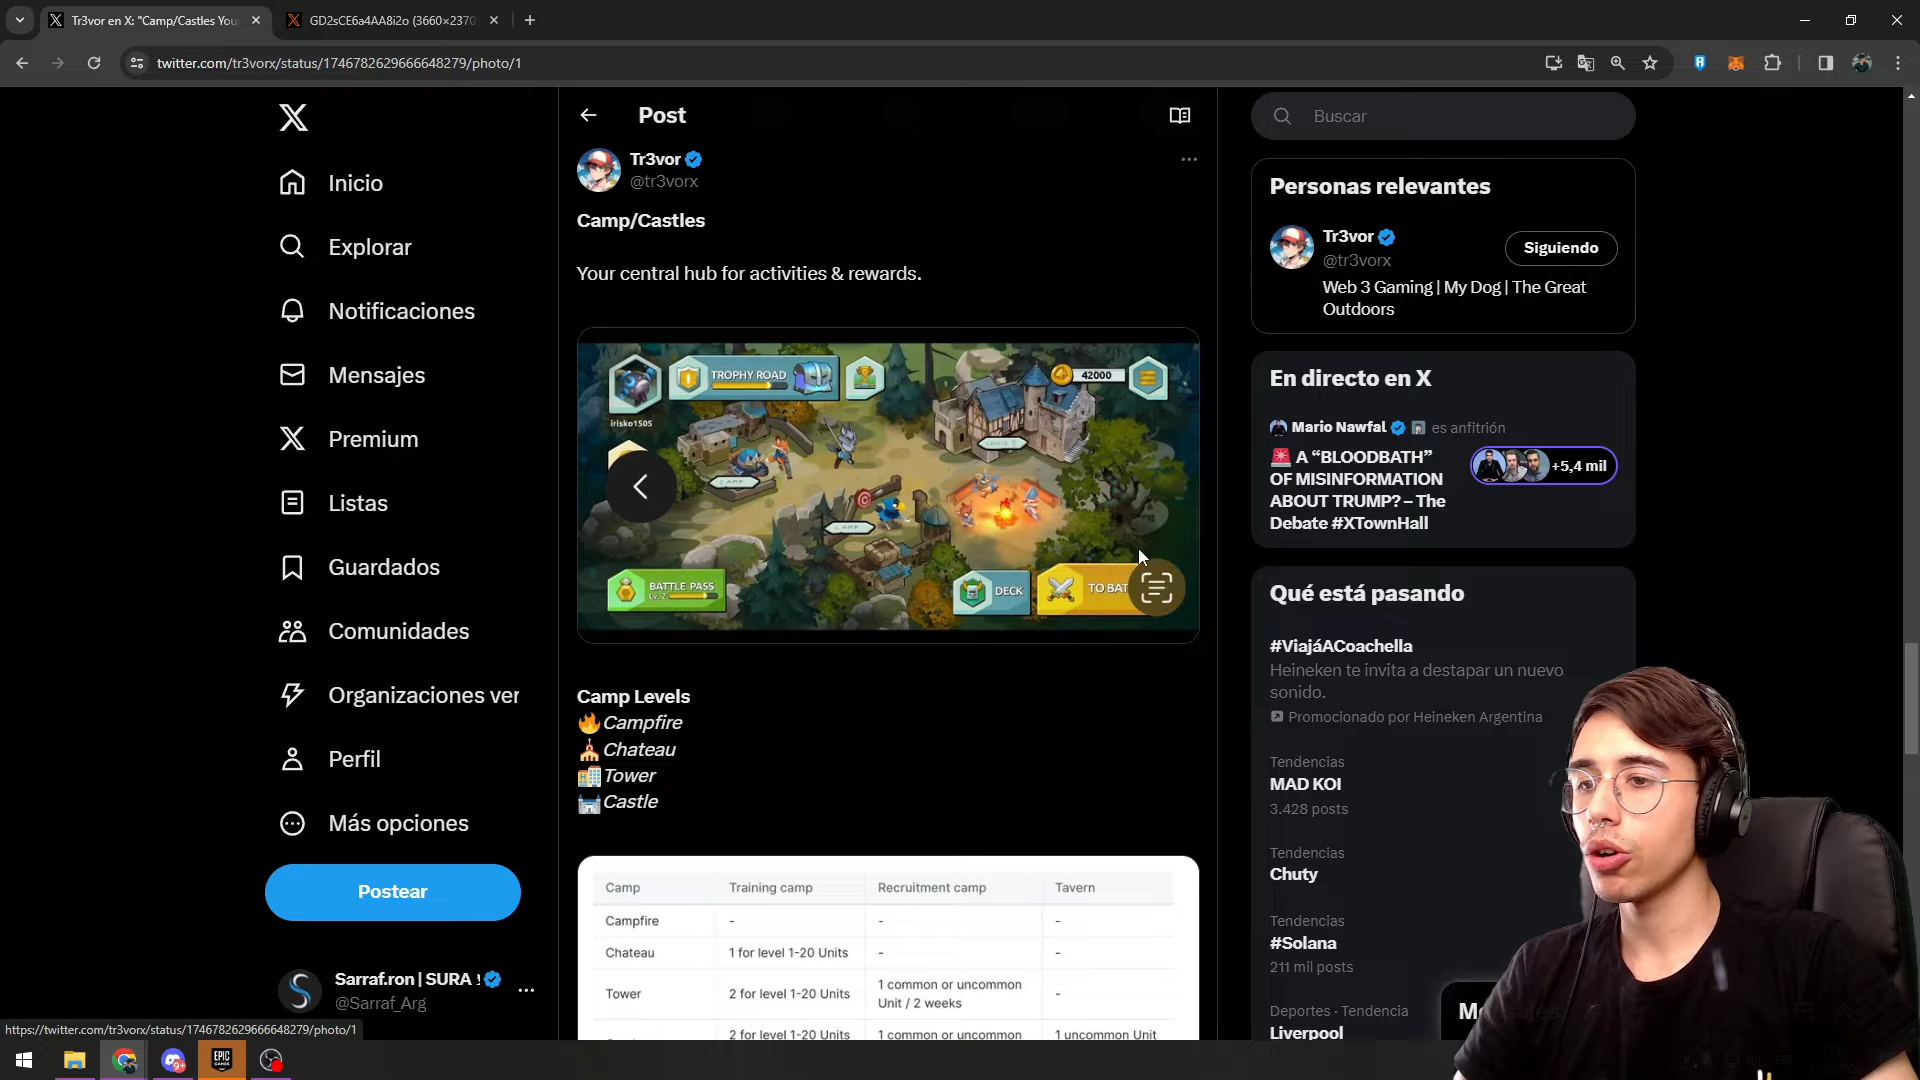 Tr3vor en X: "Camp/Castles You
GD2sCE6a4AA8i2o (3660×2370
twitter.com/tr3vorx/status/1746782629666648279/photo/1
Inicio
Explorar
Notificaciones
Mensajes
Premium
Listas
Guardados
Comunidades
Organizaciones ver
Perfil
Más opciones
Postear
Sarraf.ron | SURA
@Sarraf_Arg
https://twitter.com/tr3vorx/status/1746782629666648279/photo/1
9+
EPIC
GAMES
Post
Tr3vor
@tr3vorx
Camp/Castles
Your central hub for activities & rewards.
TROPHY ROAD
42000
irisko1505
CAMP
CAMP
BATTLE PASS
Lv. 2
DECK
TO BAT
Camp Levels
🔥Campfire
⛪Chateau
🏢Tower
🏰Castle
Camp Training camp Recruitment camp Tavern
Campfire - - -
Chateau 1 for level 1-20 Units - -
Tower 2 for level 1-20 Units 1 common or uncommon Unit / 2 weeks -
2 for level 1-20 Units 1 common or uncommon 1 uncommon Unit
Buscar
Personas relevantes
Tr3vor
@tr3vorx
Siguiendo
Web 3 Gaming | My Dog | The Great
Outdoors
En directo en X
Mario Nawfal es anfitrión
🚨 A “BLOODBATH”
OF MISINFORMATION
ABOUT TRUMP? – The
Debate #XTownHall
+5,4 mil
Qué está pasando
#ViajáACoachella
Heineken te invita a destapar un nuevo
sonido.
Promocionado por Heineken Argentina
Tendencias
MAD KOI
3.428 posts
Tendencias
Chuty
Tendencias
#Solana
211 mil posts
Deportes · Tendencia
Liverpool